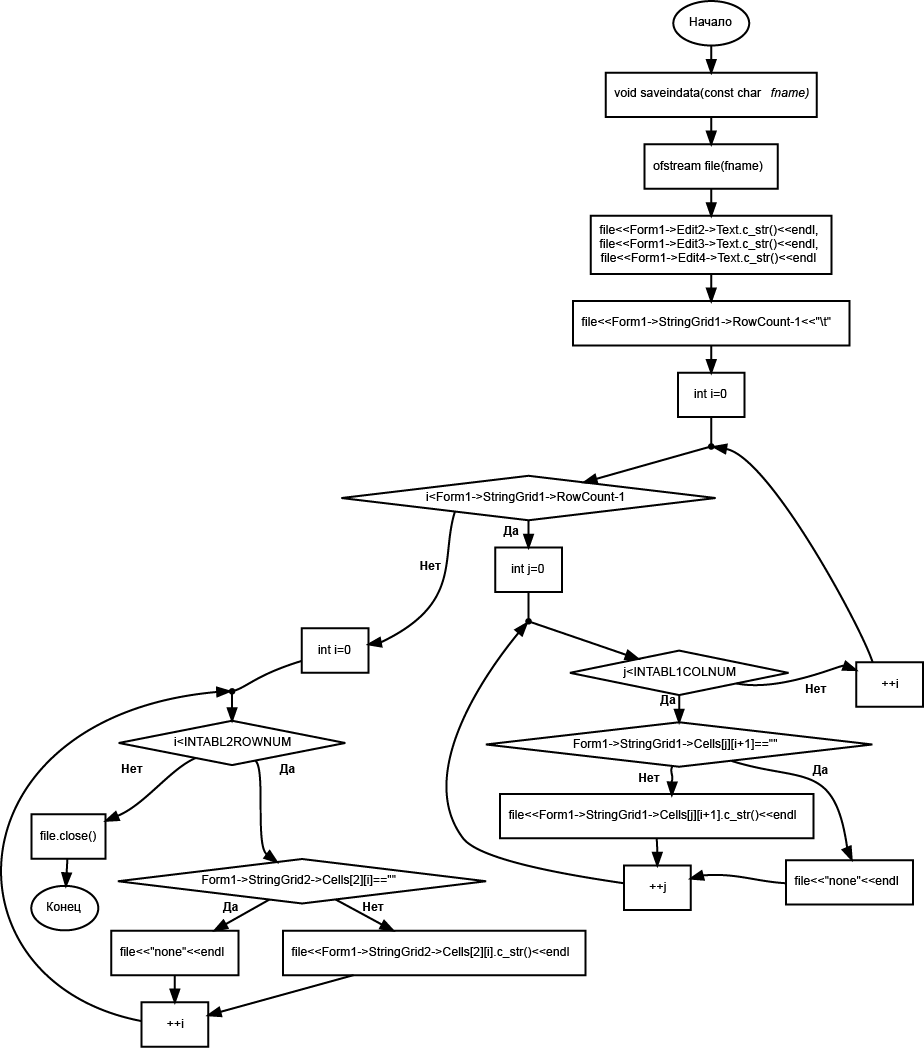 Начало
void saveindata(const char fname)
ofstream file(fname)
file<<Form1->Edit2->Text.c_str()<<endl,
file<<Form1->Edit3->Text.c_str()<<endl,
file<<Form1->Edit4->Text.c_str()<<endl
file<<Form1->StringGrid1->RowCount-1<<"\t"
int i=0
i<Form1->StringGrid1->RowCount-1
Да
Нет
int j=0
int i=0
j<INTABL1COLNUM
Нет
++i
Да
i<INTABL2ROWNUM
Form1->StringGrid1->Cells[j][i+1]==""
Нет
Да
Нет
Да
file<<Form1->StringGrid1->Cells[j][i+1].c_str()<<endl
file.close()
Form1->StringGrid2->Cells[2][i]==""
++j
file<<"none"<<endl
Конец
Да
Нет
file<<"none"<<endl
file<<Form1->StringGrid2->Cells[2][i].c_str()<<endl
++i